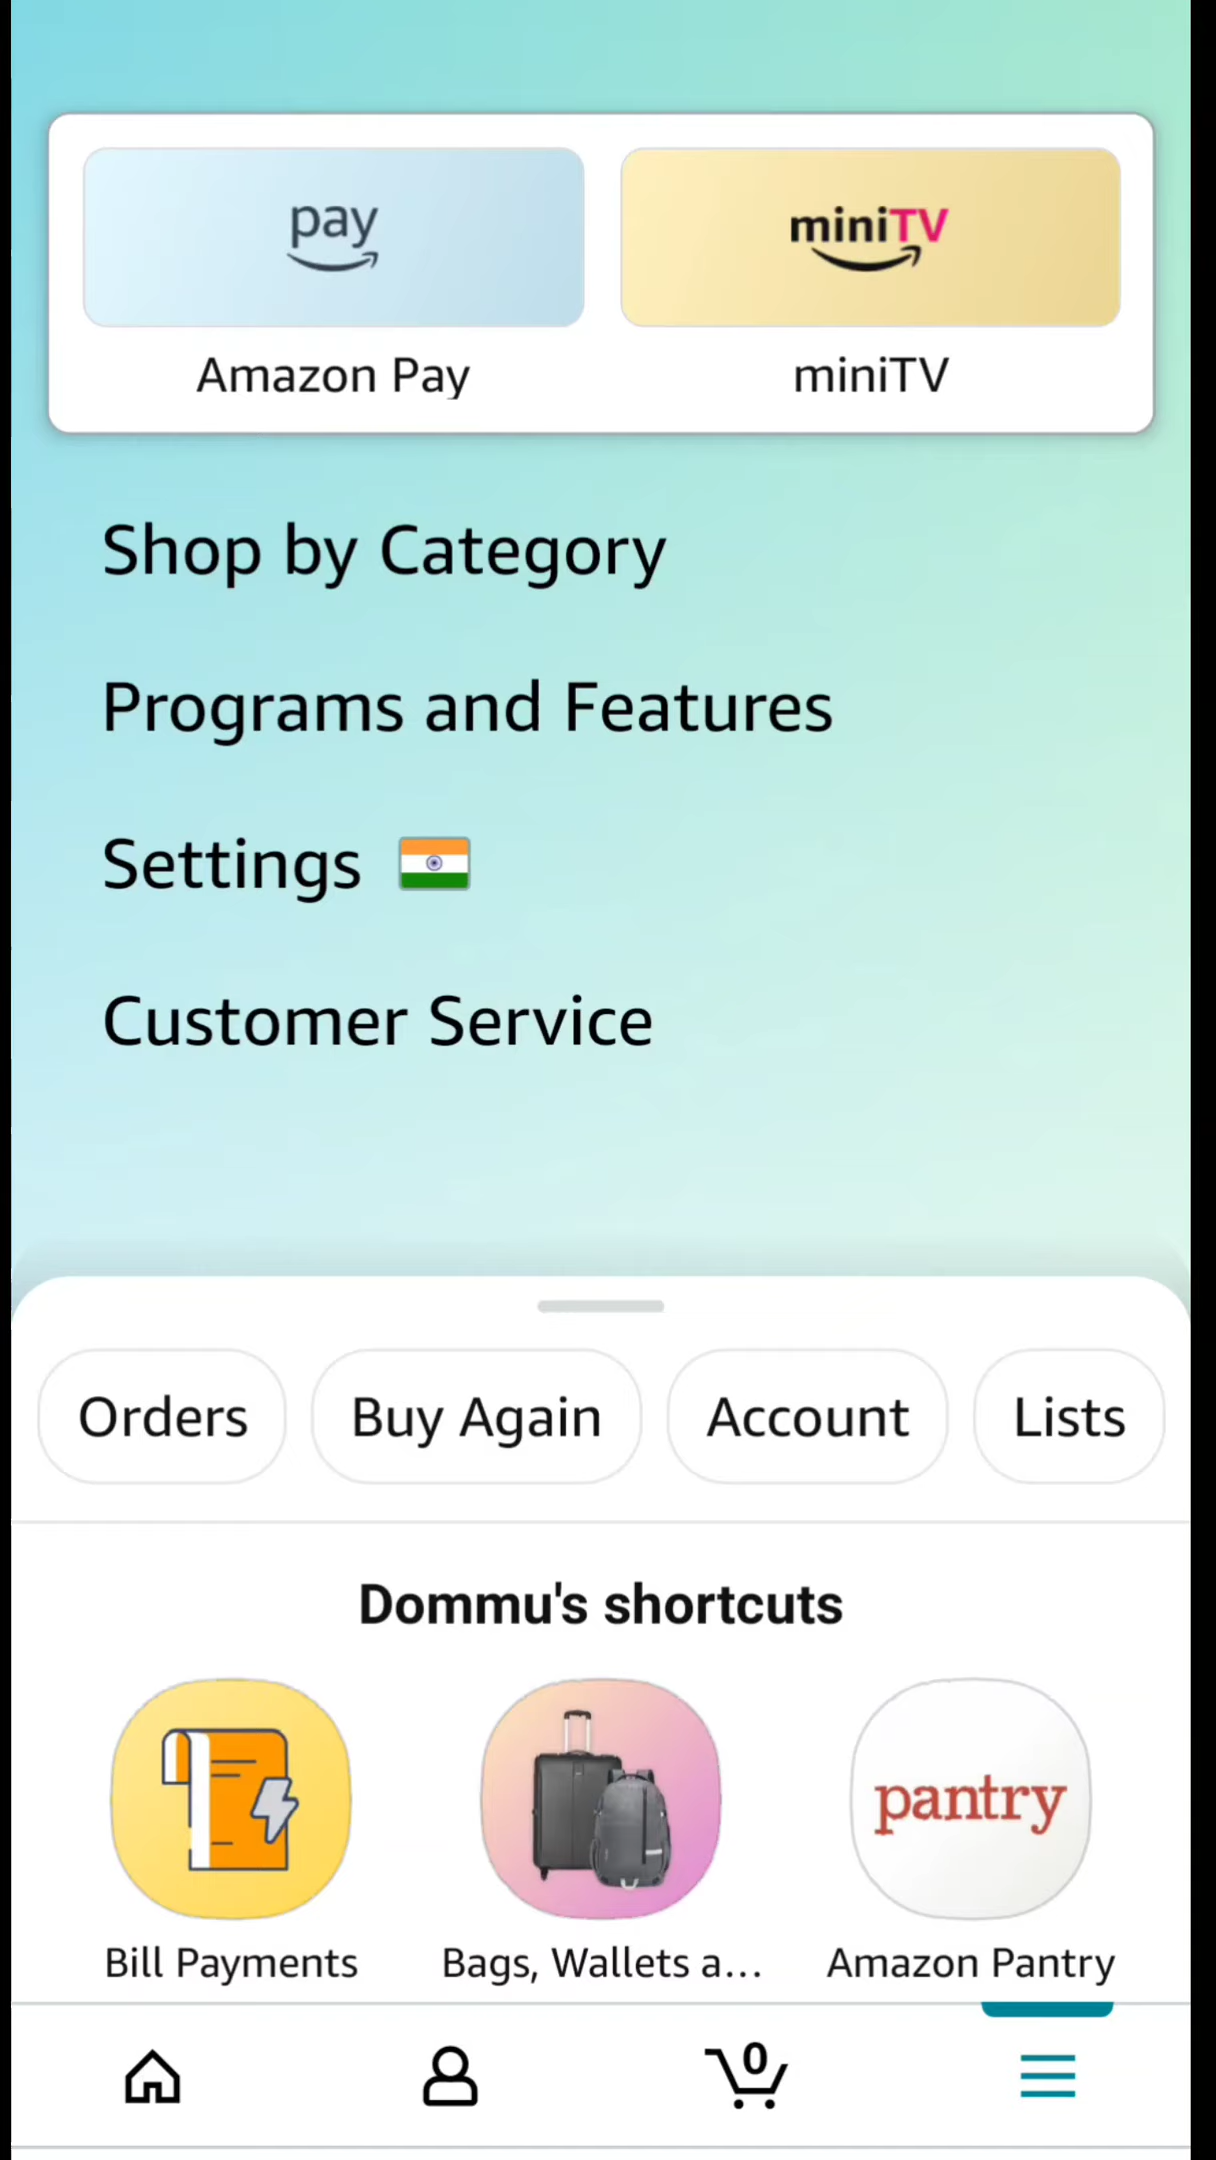 pay
miniTV
Amazon Pay
miniTV
Shop by Category
Programs and Features
Settings
Customer Service
Orders
Buy Again
Account
Lists
Dommu's shortcuts
pantry
Bill Payments
Bags, Wallets a...
Amazon Pantry
0